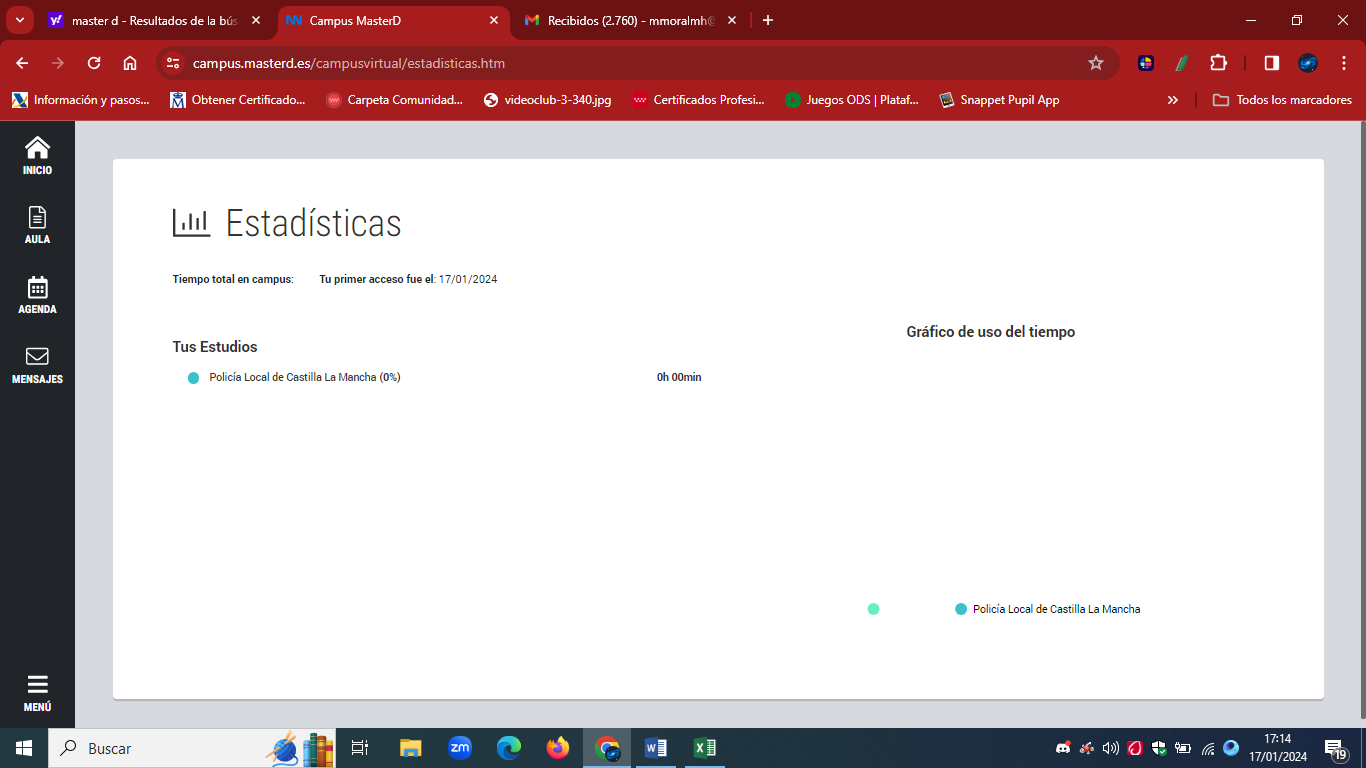 master d - Resultados de la bús
Campus MasterD
Recibidos (2.760) - mmoralmh@
campus.masterd.es/campusvirtual/estadisticas.htm
Información y pasos...
Obtener Certificado...
Carpeta Comunidad...
videoclub-3-340.jpg
Certificados Profesi...
Juegos ODS | Plataf...
Snappet Pupil App
Todos los marcadores
INICIO
AULA
AGENDA
MENSAJES
MENÚ
Estadísticas
Tiempo total en campus: Tu primer acceso fue el: 17/01/2024
Tus Estudios
Policía Local de Castilla La Mancha (0%) 0h 00min
Gráfico de uso del tiempo
Policía Local de Castilla La Mancha
Buscar
zm
17:14
17/01/2024
19